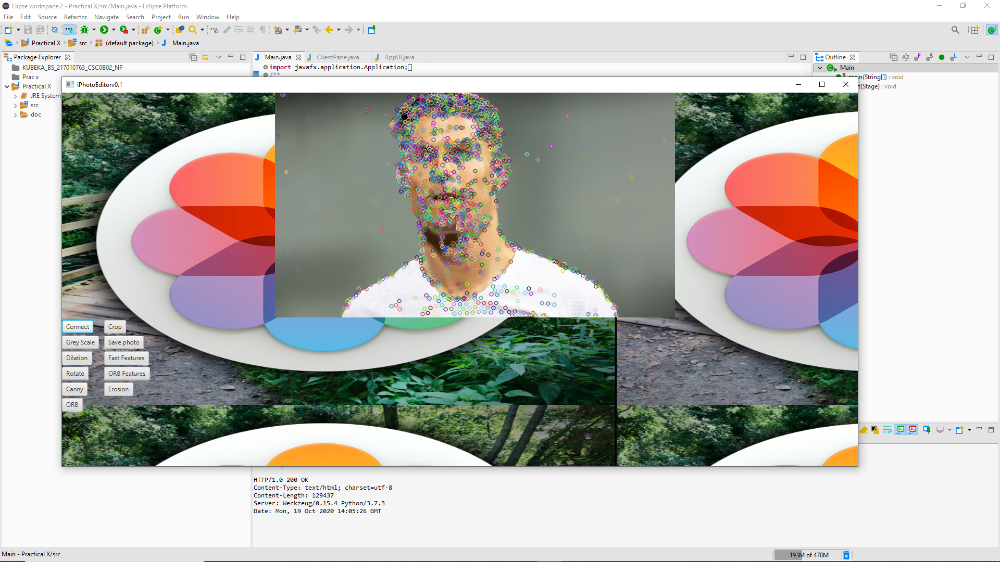 Elipse workspace 2 - Practical X/src/Main.java - Eclipse Platform
File Edit Source Refactor Navigate Search Project Run Window Help
Practical X src (default package) Main.java
Package Explorer
KUBEKA_BS_217010763_CSC0B02_NP
Prac x
Practical X
JRE System
src
doc
Main.java ClientPane.java AppUI.java
import javafx.application.Application;
/**
Outline
Main
main(String[]) : void
t(Stage) : void
iPhotoEditorv0.1
Connect Crop
Grey Scale Save photo
Dilation Fast Features
Rotate ORB Features
Canny Erosion
ORB
HTTP/1.0 200 OK
Content-Type: text/html; charset=utf-8
Content-Length: 129437
Server: Werkzeug/0.15.4 Python/3.7.3
Date: Mon, 19 Oct 2020 14:05:26 GMT
Main - Practical X/src
193M of 478M